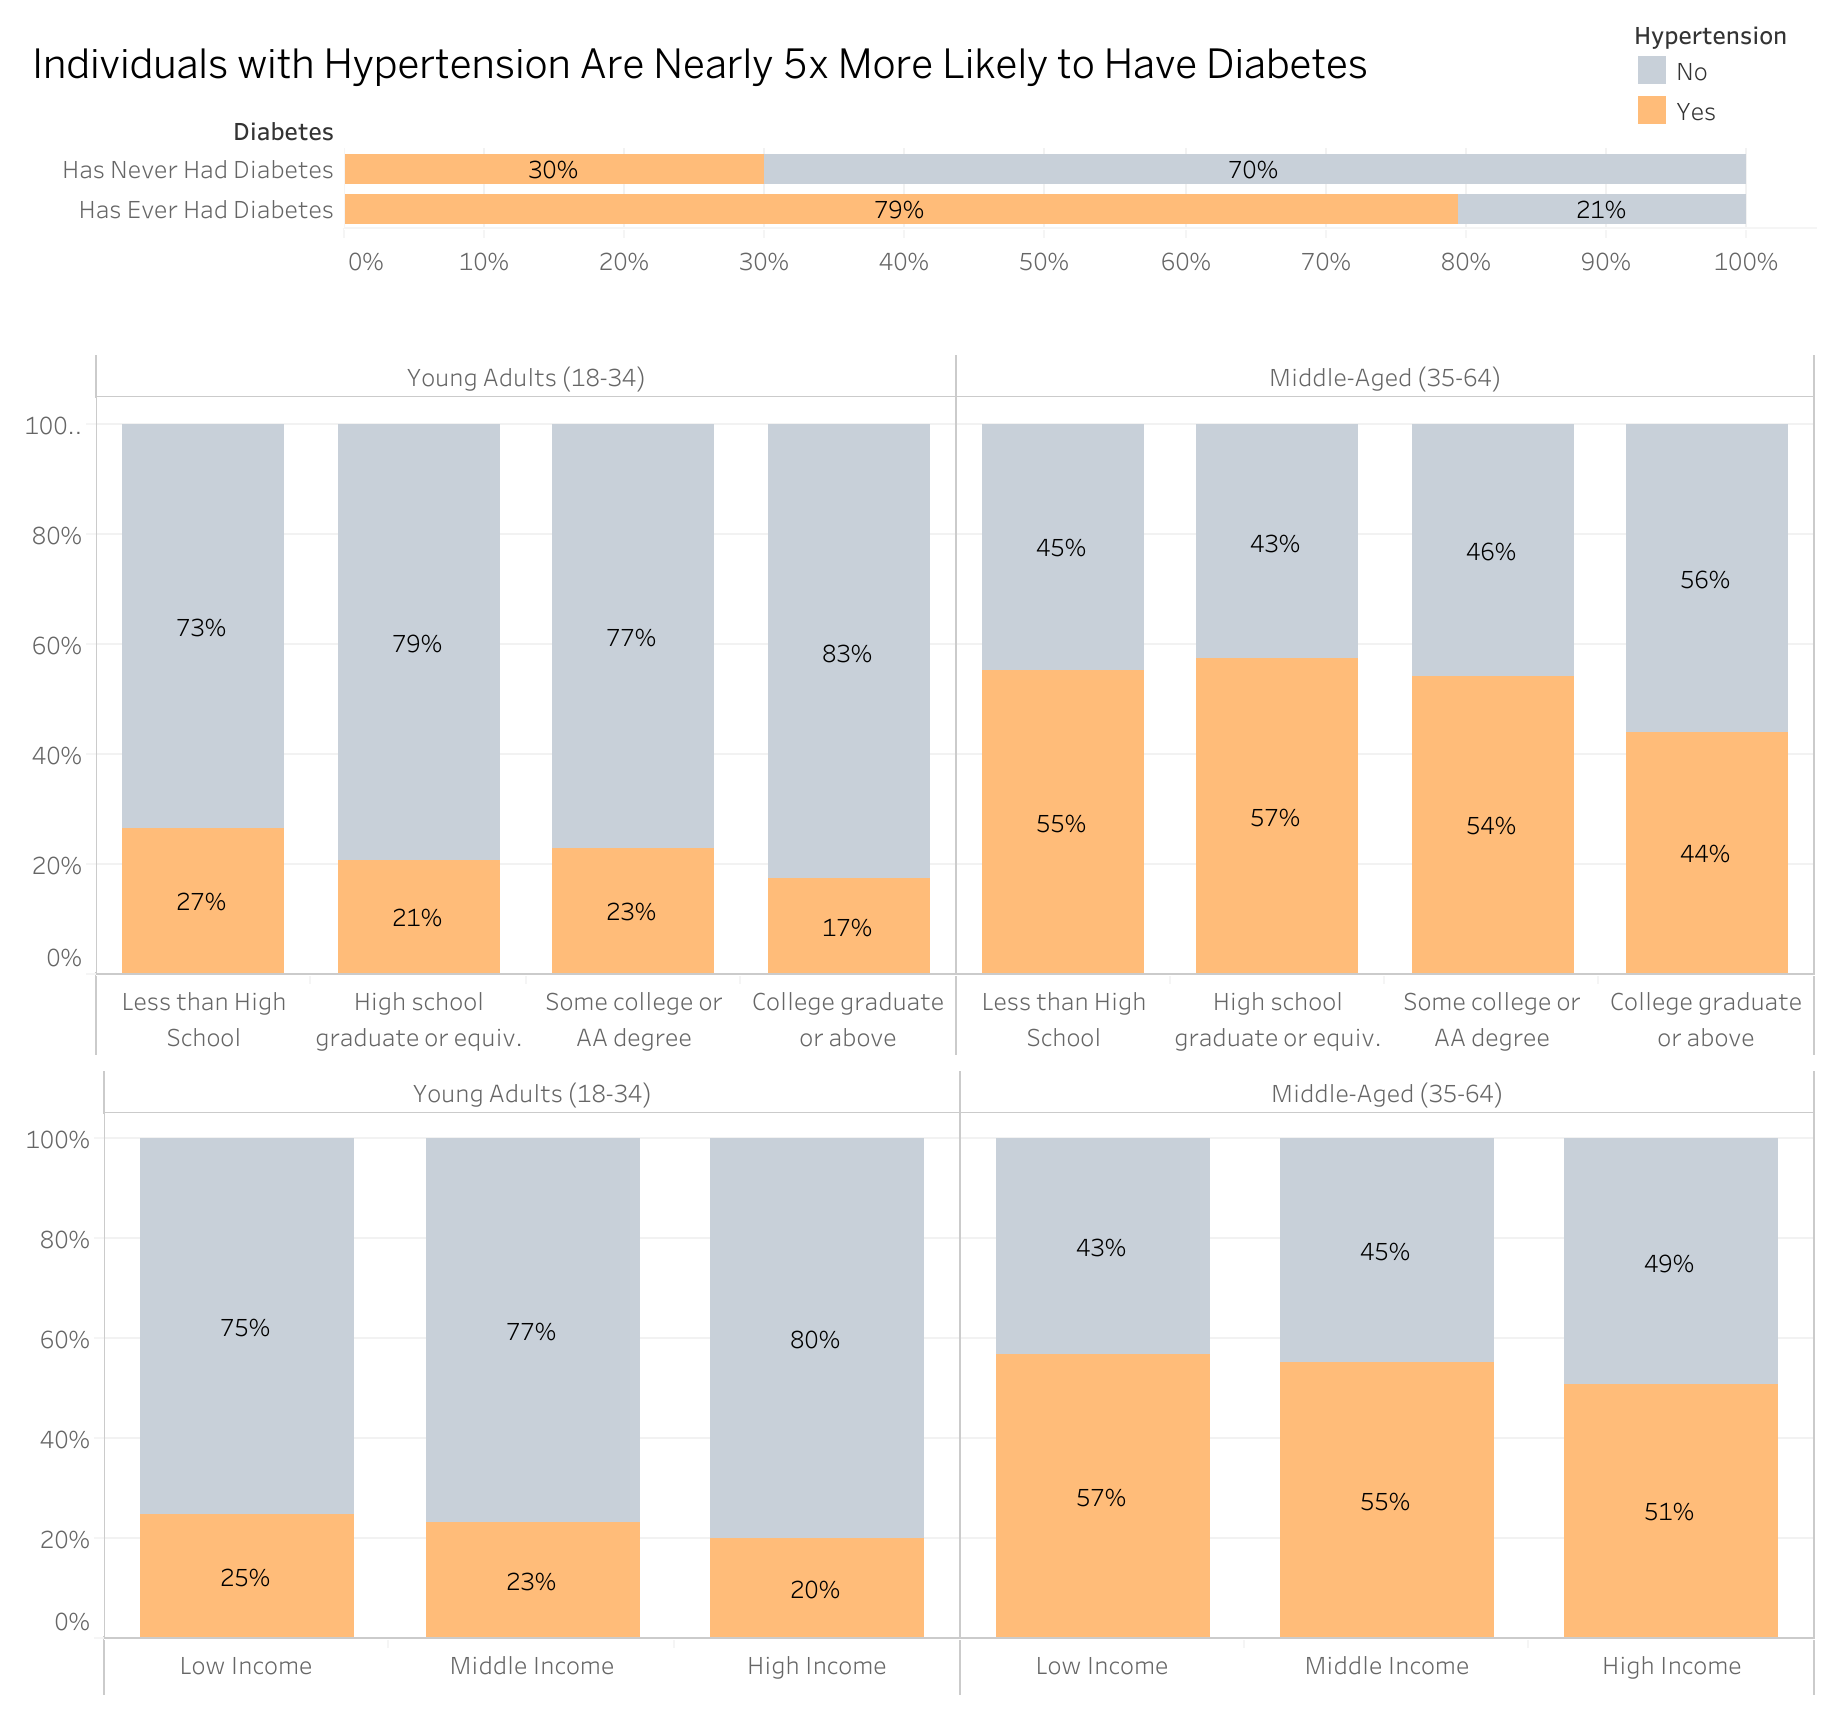 Individuals with Hypertension Are Nearly 5x More Likely to Have Diabetes
Hypertension
No
Yes
Diabetes
Has Never Had Diabetes 30% 70%
Has Ever Had Diabetes 79% 21%
0% 10% 20% 30% 40% 50% 60% 70% 80% 90% 100%
Young Adults (18-34) Middle-Aged (35-64)
100..
80%
60%
40%
20%
0%
73% 79% 77% 83% 45% 43% 46% 56%
27% 21% 23% 17% 55% 57% 54% 44%
Less than High School
High school graduate or equiv.
Some college or AA degree
College graduate or above
Less than High School
High school graduate or equiv.
Some college or AA degree
College graduate or above
Young Adults (18-34) Middle-Aged (35-64)
100%
80%
60%
40%
20%
0%
75% 77% 80% 43% 45% 49%
25% 23% 20% 57% 55% 51%
Low Income Middle Income High Income Low Income Middle Income High Income